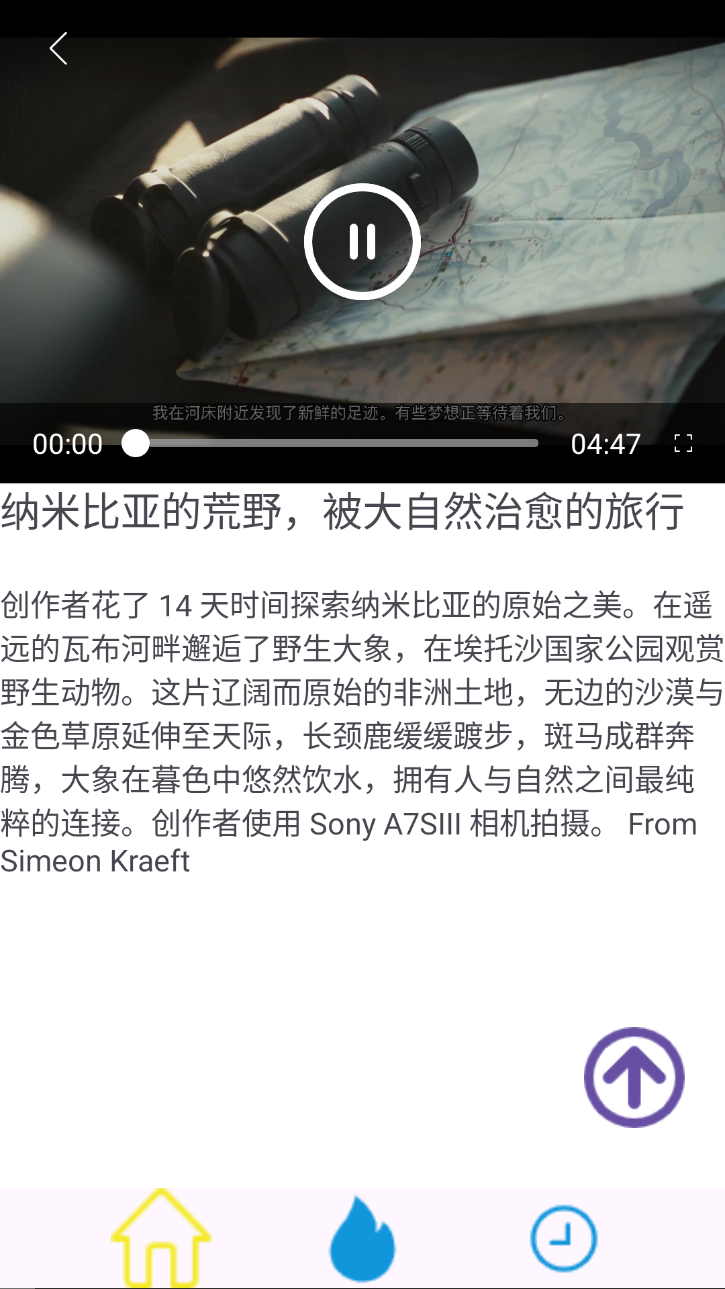 我在河床附近发现了新鲜的足迹。有些梦想正等待着我们。
00:00 04:47
纳米比亚的荒野，被大自然治愈的旅行
创作者花了 14 天时间探索纳米比亚的原始之美。在遥
远的瓦布河畔邂逅了野生大象，在埃托沙国家公园观赏
野生动物。这片辽阔而原始的非洲土地，无边的沙漠与
金色草原延伸至天际，长颈鹿缓缓踱步，斑马成群奔
腾，大象在暮色中悠然饮水，拥有人与自然之间最纯
粹的连接。创作者使用 Sony A7SIII 相机拍摄。 From
Simeon Kraeft